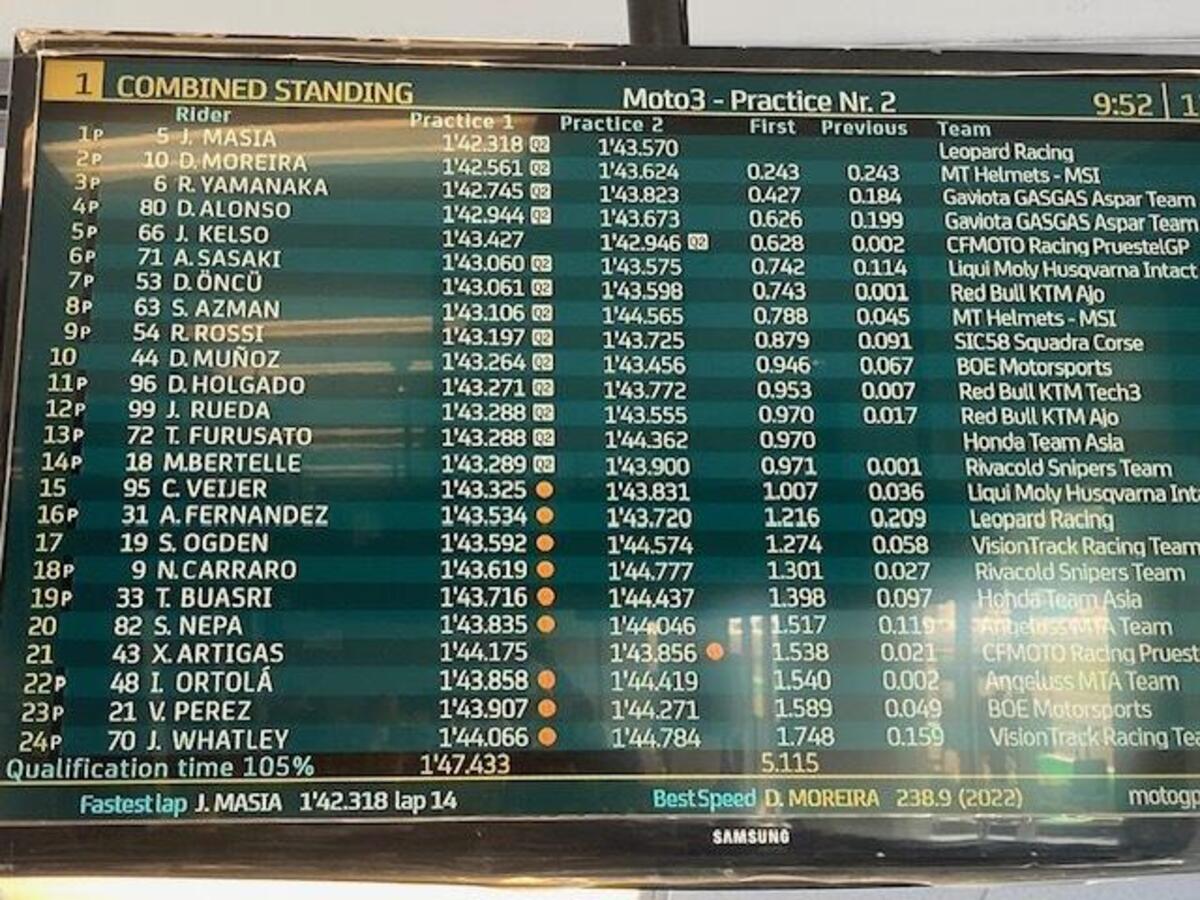 1 COMBINED STANDING Moto3 - Practice Nr. 2 9:52
Rider Practice 1 Practice 2 First Previous Team
1P 5 J. MASIA 1'42.318 Q2 1'43.570 Leopard Racing
2P 10 D. MOREIRA 1'42.561 Q2 1'43.624 0.243 0.243 MT Helmets - MSI
3P 6 R. YAMANAKA 1'42.745 Q2 1'43.823 0.427 0.184 Gaviota GASGAS Aspar Team
4P 80 D. ALONSO 1'42.944 Q2 1'43.673 0.626 0.199 Gaviota GASGAS Aspar Team
5P 66 J. KELSO 1'43.427 1'42.946 Q2 0.628 0.002 CFMOTO Racing PruestelGP
6P 71 A. SASAKI 1'43.060 Q2 1'43.575 0.742 0.114 Liqui Moly Husqvarna Intact
7P 53 D. ÖNCÜ 1'43.061 Q2 1'43.598 0.743 0.001 Red Bull KTM Ajo
8P 63 S. AZMAN 1'43.106 Q2 1'44.565 0.788 0.045 MT Helmets - MSI
9P 54 R. ROSSI 1'43.197 Q2 1'43.725 0.879 0.091 SIC58 Squadra Corse
10 44 D. MUÑOZ 1'43.264 Q2 1'43.456 0.946 0.067 BOE Motorsports
11P 96 D. HOLGADO 1'43.271 Q2 1'43.772 0.953 0.007 Red Bull KTM Tech3
12P 99 J. RUEDA 1'43.288 Q2 1'43.555 0.970 0.017 Red Bull KTM Ajo
13P 72 T. FURUSATO 1'43.288 Q2 1'44.362 0.970 Honda Team Asia
14P 18 M.BERTELLE 1'43.289 Q2 1'43.900 0.971 0.001 Rivacold Snipers Team
15 95 C. VEIJER 1'43.325 1'43.831 1.007 0.036 Liqui Moly Husqvarna Int
16P 31 A. FERNANDEZ 1'43.534 1'43.720 1.216 0.209 Leopard Racing
17 19 S. OGDEN 1'43.592 1'44.574 1.274 0.058 VisionTrack Racing Team
18P 9 N. CARRARO 1'43.619 1'44.777 1.301 0.027 Rivacold Snipers Team
19P 33 T. BUASRI 1'43.716 1'44.437 1.398 0.097 Honda Team Asia
20 82 S. NEPA 1'43.835 1'44.046 1.517 0.119 Angeluss MTA Team
21 43 X. ARTIGAS 1'44.175 1'43.856 1.538 0.021 CFMOTO Racing Pruest
22P 48 I. ORTOLÁ 1'43.858 1'44.419 1.540 0.002 Angeluss MTA Team
23P 21 V. PEREZ 1'43.907 1'44.271 1.589 0.049 BOE Motorsports
24P 70 J. WHATLEY 1'44.066 1'44.784 1.748 0.159 VisionTrack Racing Tea
Qualification time 105% 1'47.433 5.115
Fastest lap J. MASIA 1'42.318 lap 14 Best Speed D. MOREIRA 238.9 (2022) motogp
SAMSUNG